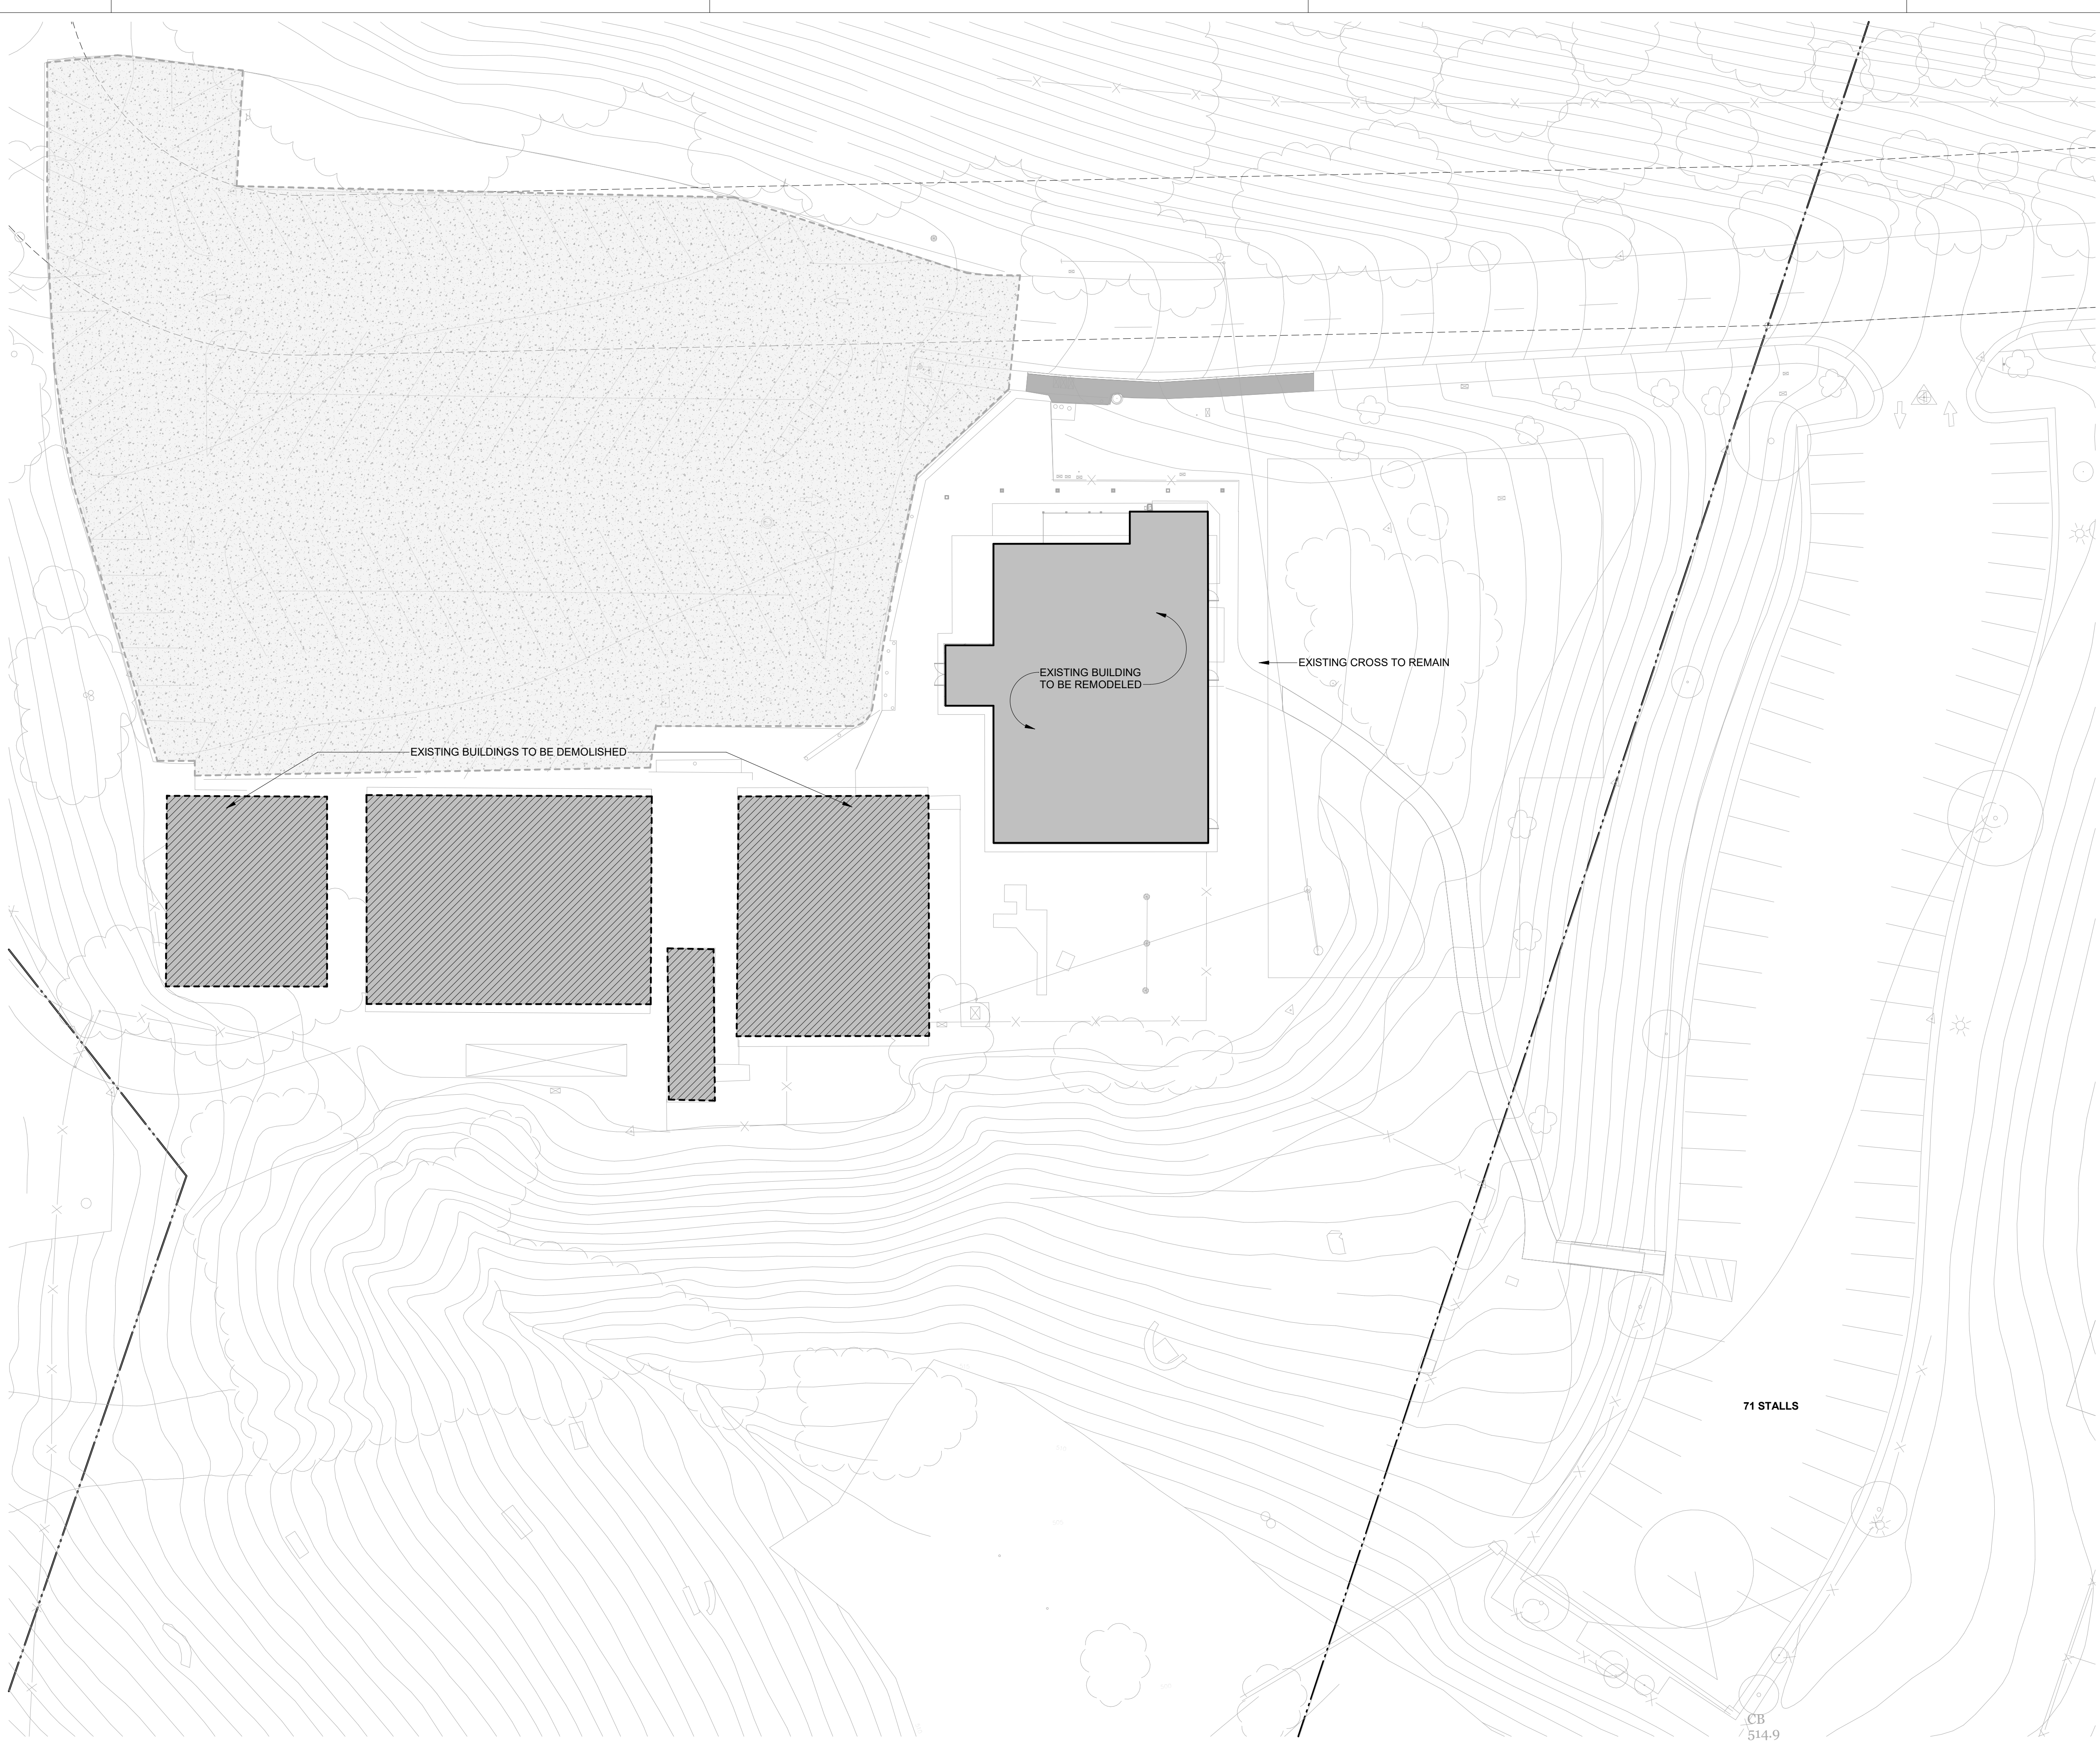 EXISTING CROSS TO REMAIN
EXISTING BUILDING
TO BE REMODELED
EXISTING BUILDINGS TO BE DEMOLISHED
71 STALLS
CB
514.9